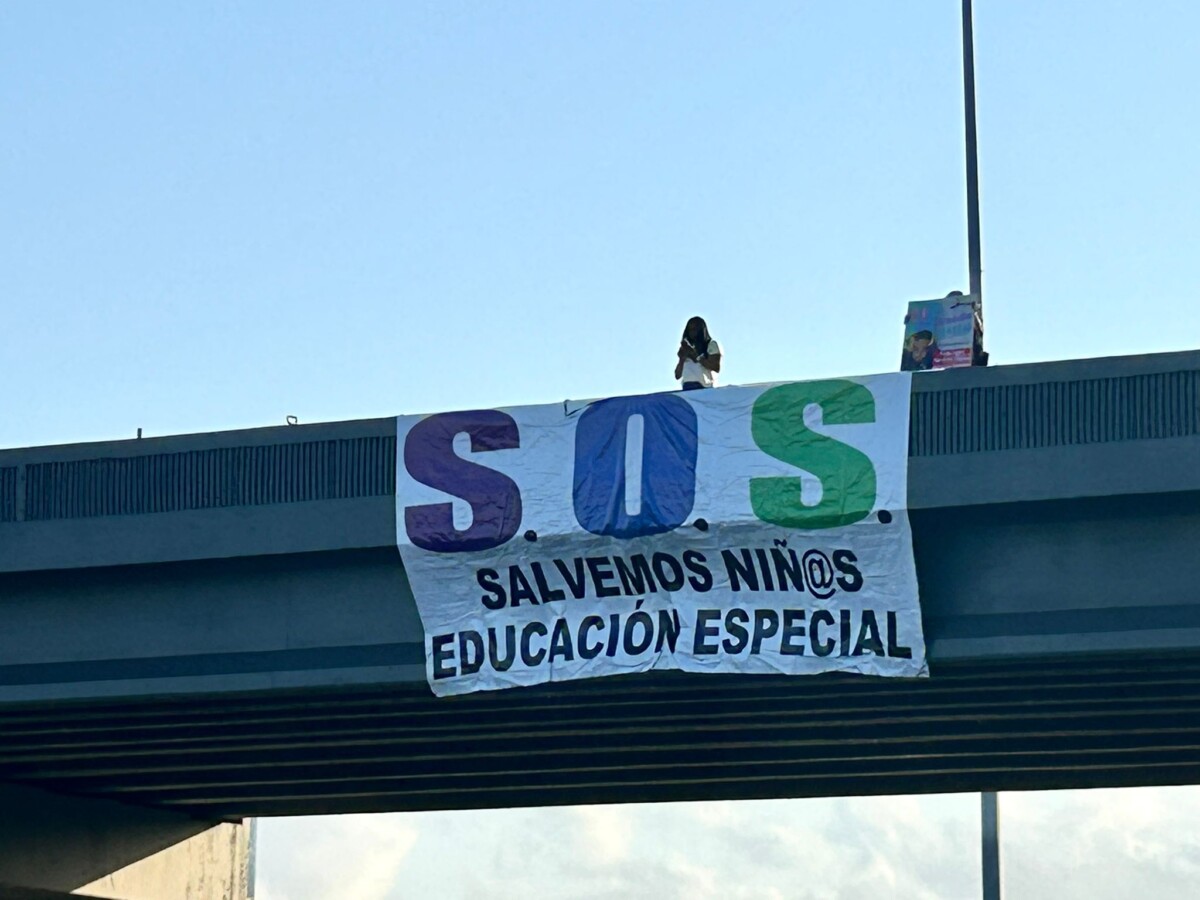 S.O.S.
SALVEMOS NIÑ@S
EDUCACIÓN ESPECIAL